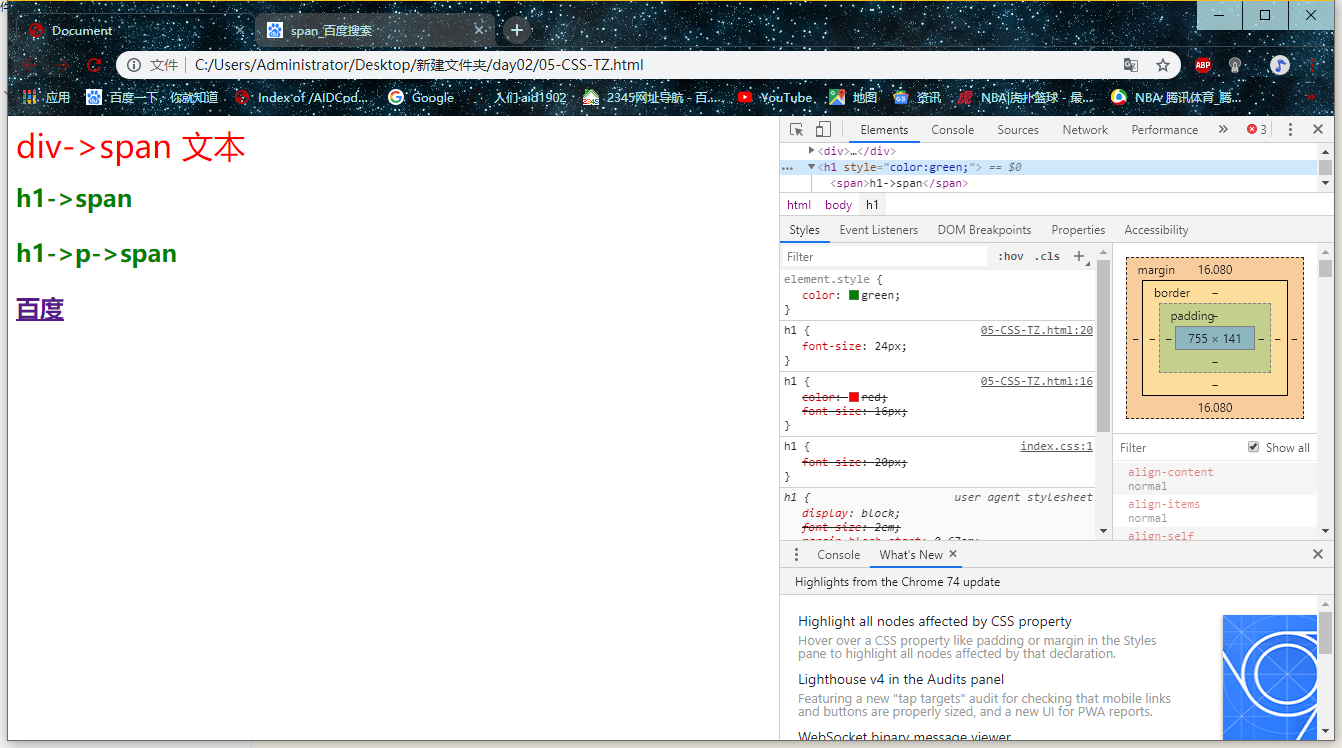 件
Document
span_百度搜索
文件
C:/Users/Administrator/Desktop/新建文件夹/day02/05-CSS-TZ.html
ABP
应用
百度一下，你就知道
Index of /AIDCod...
Google
人们 aid1902
2345网址导航 - 百....
YouTube
地图
资讯
NBA|虎扑篮球 - 最...
NBA_腾讯体育_腾...
div->span 文本
h1->span
h1->p->span
百度
Elements Console Sources Network Performance » 3
<div>…</div>
<h1 style="color:green;"> == $0
<span>h1->span</span>
html body h1
Styles Event Listeners DOM Breakpoints Properties Accessibility
Filter :hov .cls +
element.style {
color: green;
}
h1 { 05-CSS-TZ.html:20
font-size: 24px;
}
h1 { 05-CSS-TZ.html:16
color: red;
font-size: 16px;
}
h1 { index.css:1
font-size: 20px;
}
h1 { user agent stylesheet
display: block;
font-size: 2em;
margin-block-start: 0.67em;
margin 16.080
border –
padding–
– – – 755 × 141 – – –
–
–
16.080
Filter Show all
align-content
normal
align-items
normal
align-self
Console What's New ×
Highlights from the Chrome 74 update
Highlight all nodes affected by CSS property
Hover over a CSS property like padding or margin in the Styles
pane to highlight all nodes affected by that declaration.
Lighthouse v4 in the Audits panel
Featuring a new "tap targets" audit for checking that mobile links
and buttons are properly sized, and a new UI for PWA reports.
WebSocket binary message viewer